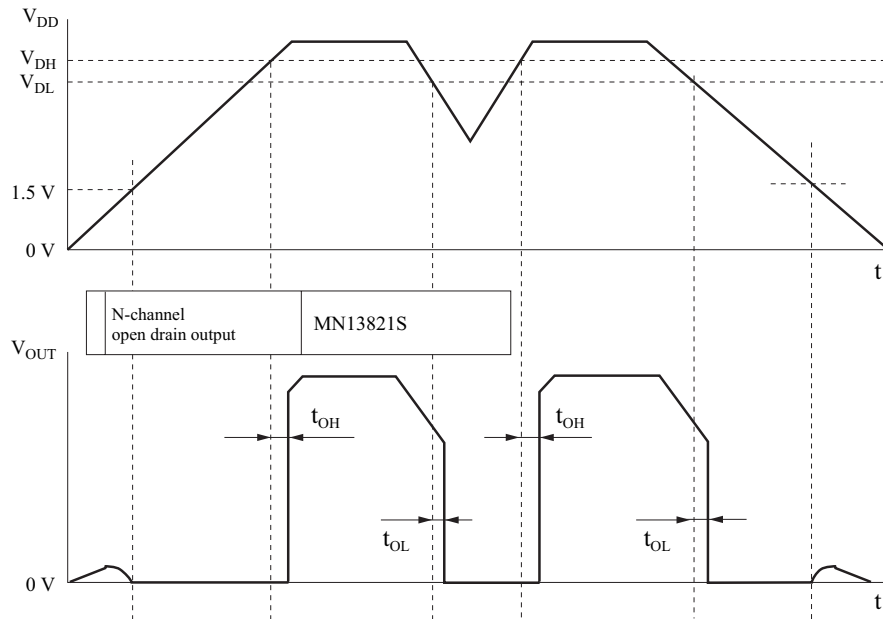 V_DD
V_DH
V_DL
1.5 V
0 V
t
N-channel
open drain output
MN13821S
V_OUT
t_OH
t_OH
t_OL
t_OL
0 V
t